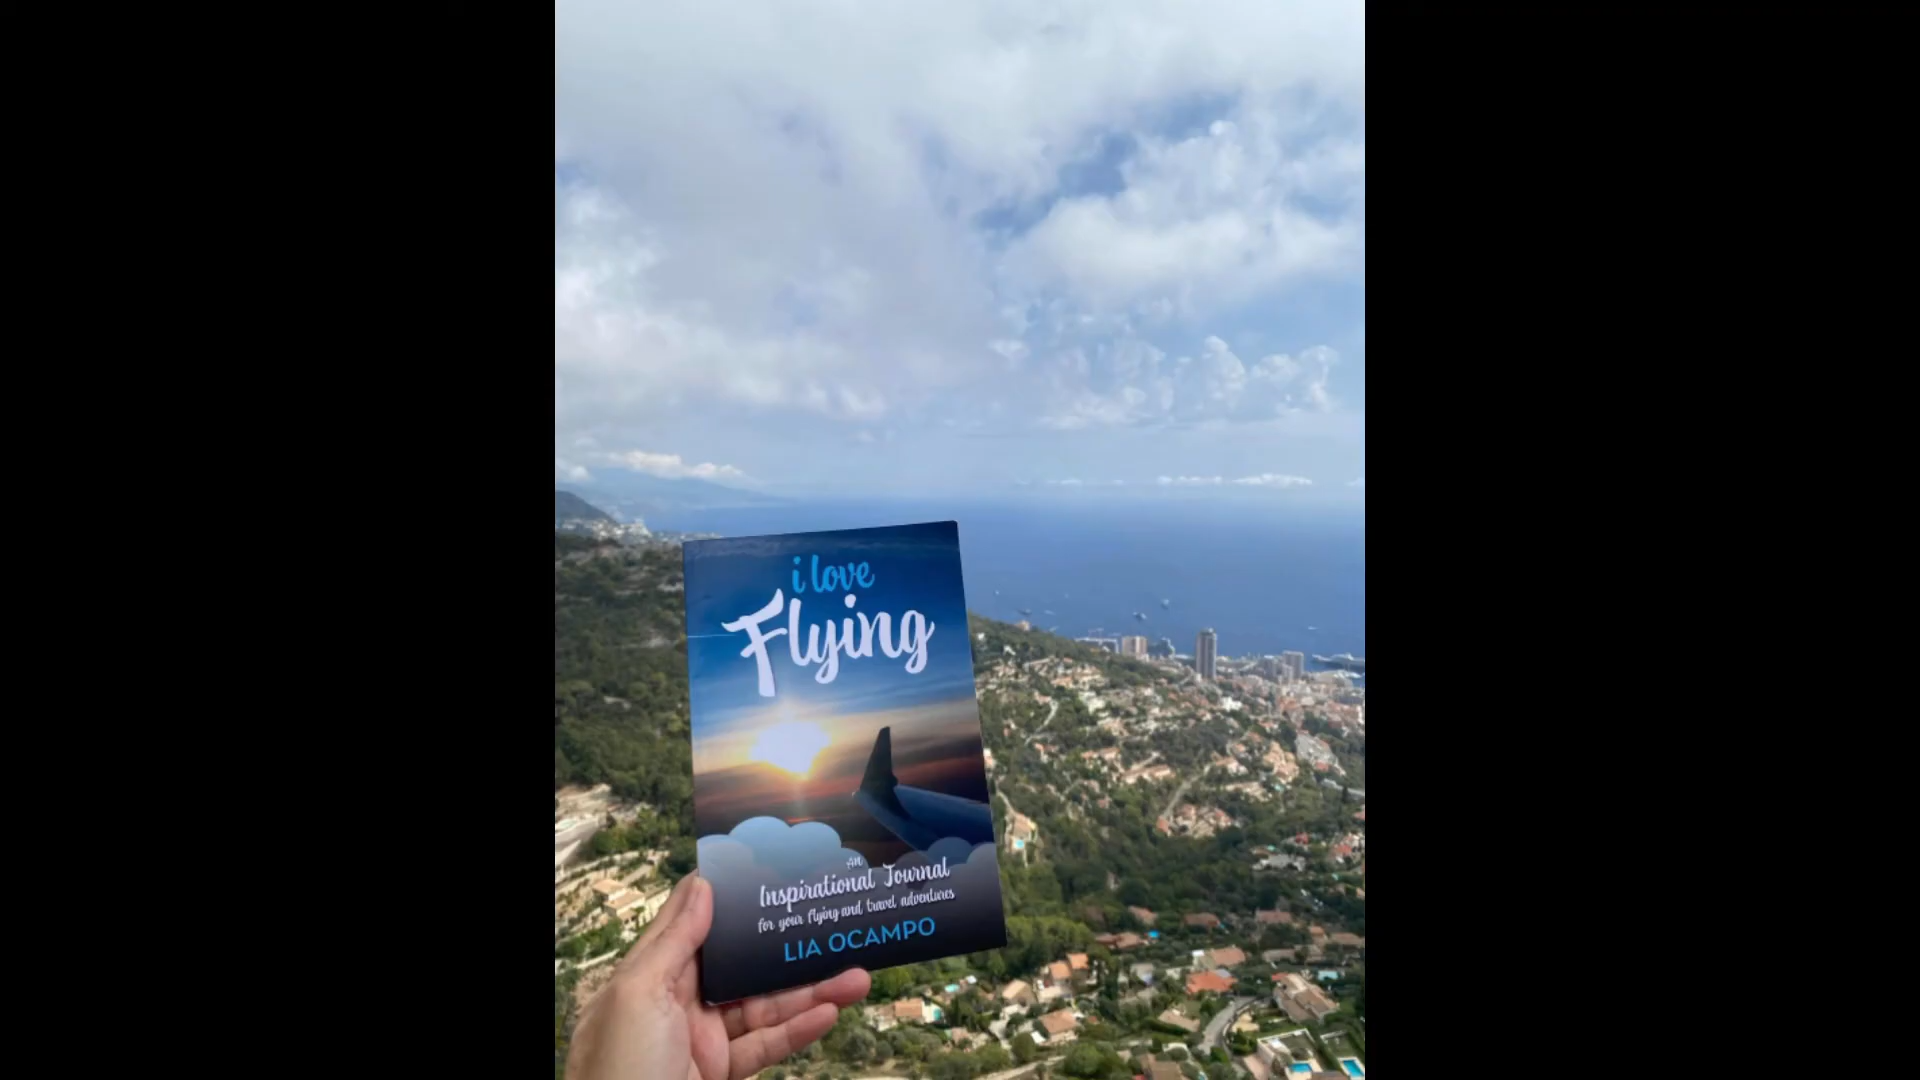 i love
Flying
An
Inspirational Journal
for your flying and travel adventures
LIA OCAMPO